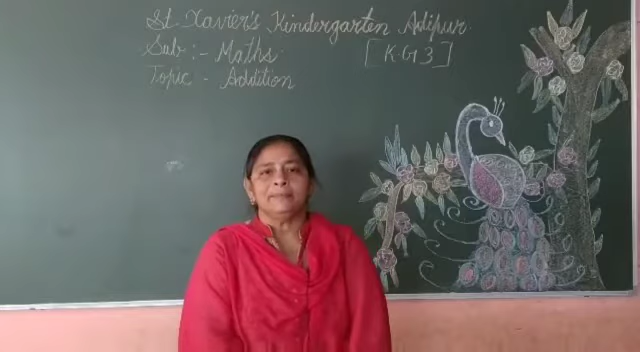 St. Xavier's Kindergarten Adipur.
Sub :- Maths [K-G 3]
Topic - Addition